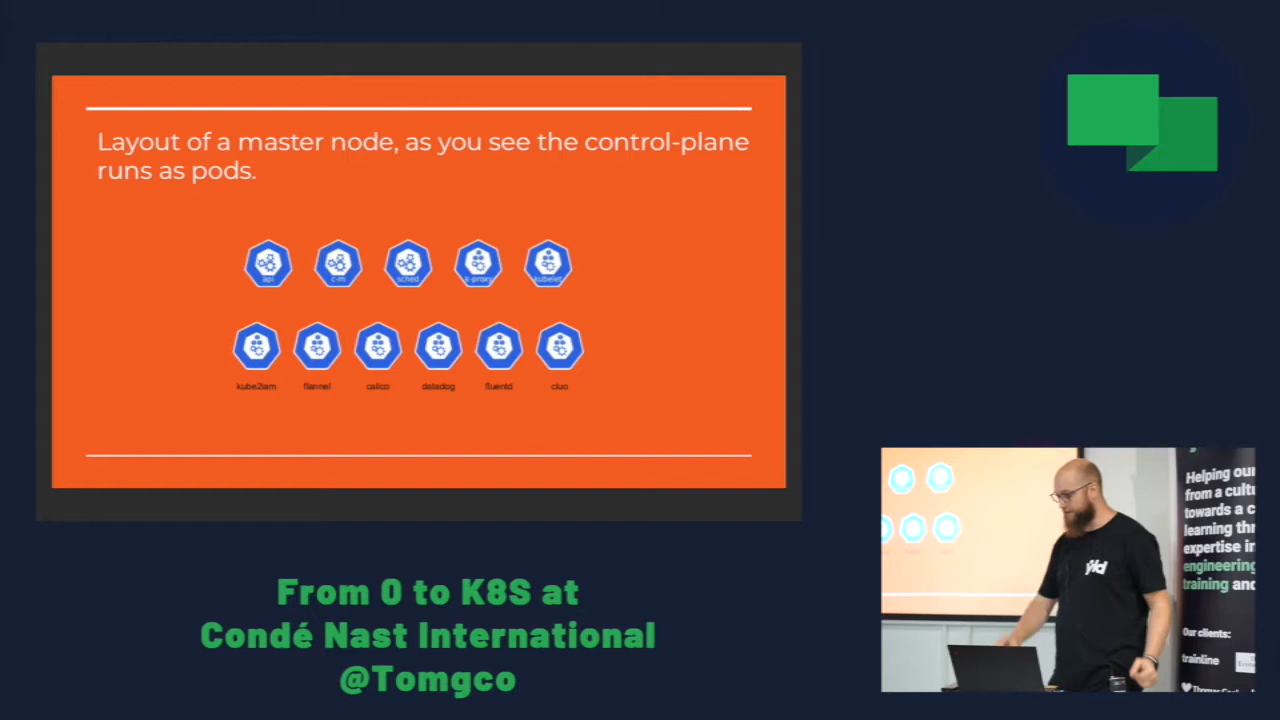 Layout of a master node, as you see the control-plane
runs as pods.
api c-m sched k-proxy kubelet
kube2iam flannel calico datadog fluentd cluo
From 0 to K8S at
Condé Nast International
@Tomgco
yld
Helping our
from a cultu
towards a c
learning thr
expertise in
engineering
training and
Our clients:
trainline